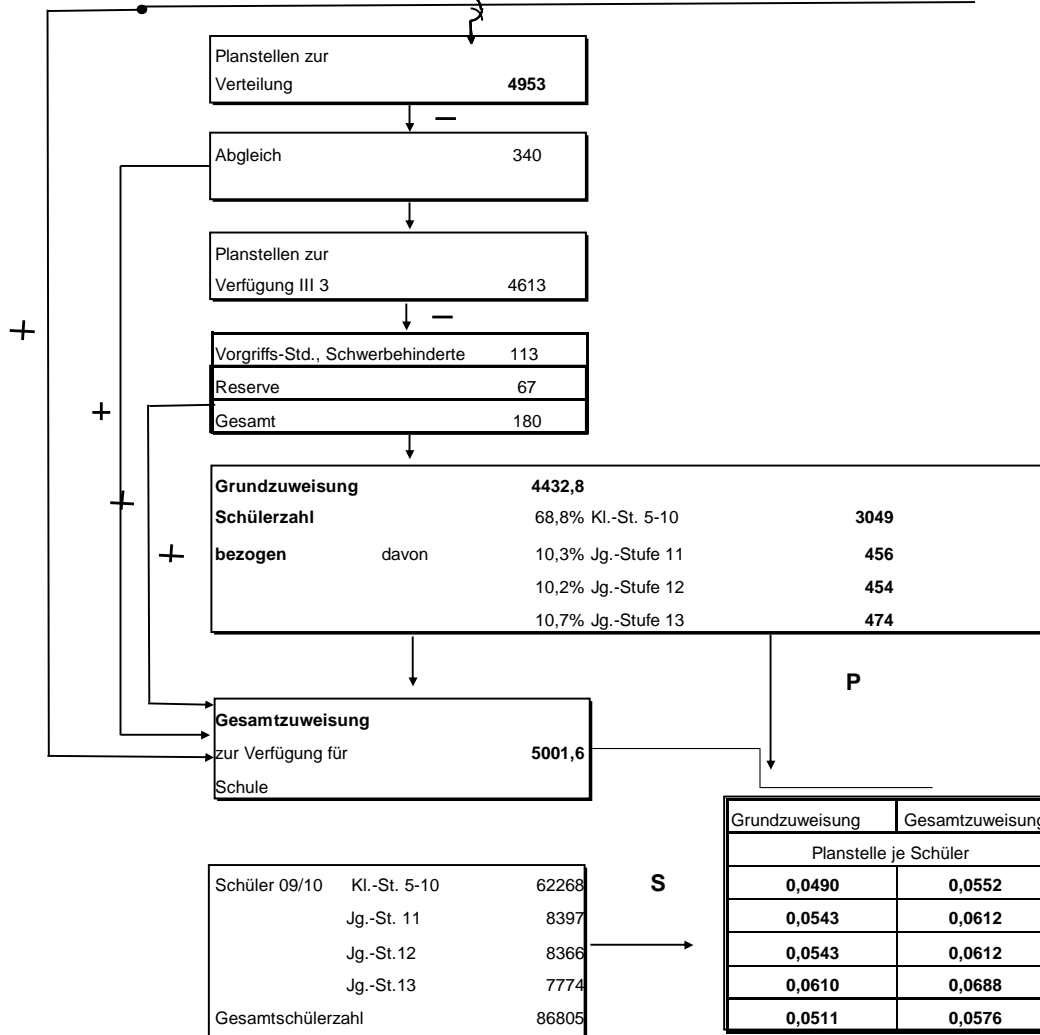 Planstellen zur
Verteilung 4953
–
Abgleich 340
Planstellen zur
Verfügung III 3 4613
–
+
Vorgriffs-Std., Schwerbehinderte 113
Reserve 67
+
Gesamt 180
Grundzuweisung 4432,8
+
Schülerzahl 68,8% Kl.-St. 5-10 3049
+
bezogen davon 10,3% Jg.-Stufe 11 456
10,2% Jg.-Stufe 12 454
10,7% Jg.-Stufe 13 474
P
Gesamtzuweisung
zur Verfügung für 5001,6
Schule
Grundzuweisung Gesamtzuweisung
Planstelle je Schüler
Schüler 09/10 Kl.-St. 5-10 62268 S 0,0490 0,0552
Jg.-St. 11 8397 0,0543 0,0612
Jg.-St.12 8366 0,0543 0,0612
Jg.-St.13 7774 0,0610 0,0688
Gesamtschülerzahl 86805 0,0511 0,0576